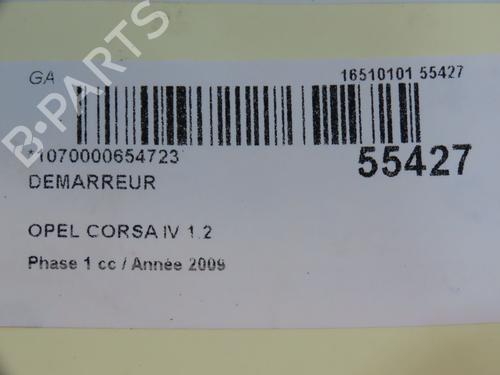 GA 16510101 55427
*1070000654723 55427
DEMARREUR
OPEL CORSA IV 1.2
Phase 1 cc / Année 2009
B-PARTS